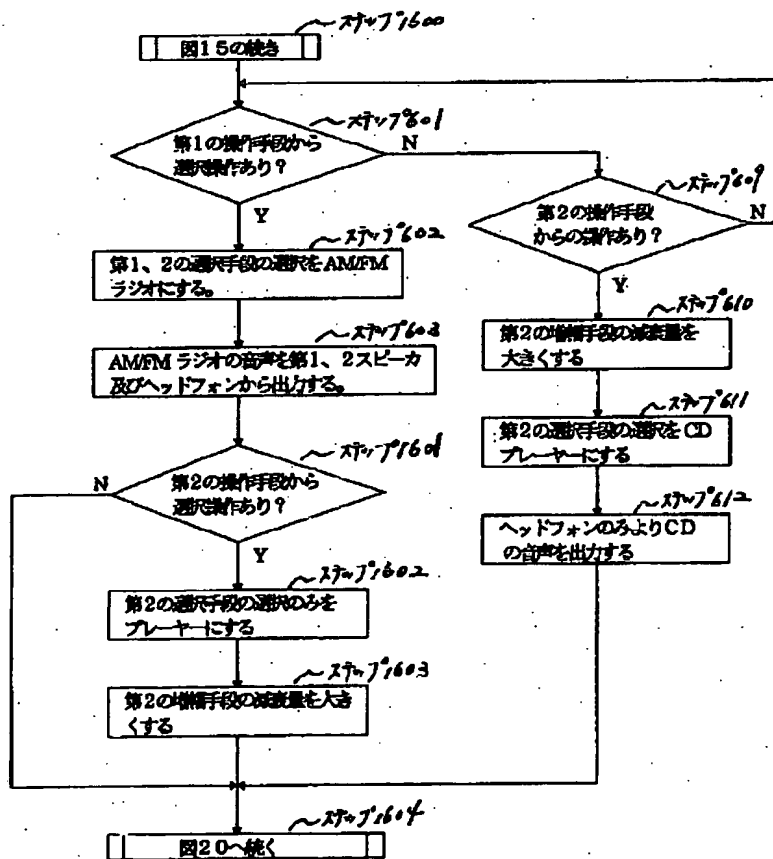 ステップ1600
図15の続き
ステップ601
第1の操作手段から
選択操作あり?
N
Y
ステップ602
第1、2の選択手段の選択をAM/FM
ラジオにする。
ステップ603
AM/FMラジオの音声を第1、2スピーカ
及びヘッドフォンから出力する。
ステップ1601
第2の操作手段から
選択操作あり?
N
Y
ステップ1602
第2の選択手段の選択のみを
プレーヤーにする
ステップ1603
第2の増幅手段の減衰量を大き
くする
ステップ609
第2の操作手段
からの操作あり?
N
Y
ステップ610
第2の増幅手段の減衰量を
大きくする
ステップ611
第2の選択手段の選択をCD
プレーヤーにする
ステップ612
ヘッドフォンのみよりCD
の音声を出力する
ステップ1604
図20へ続く